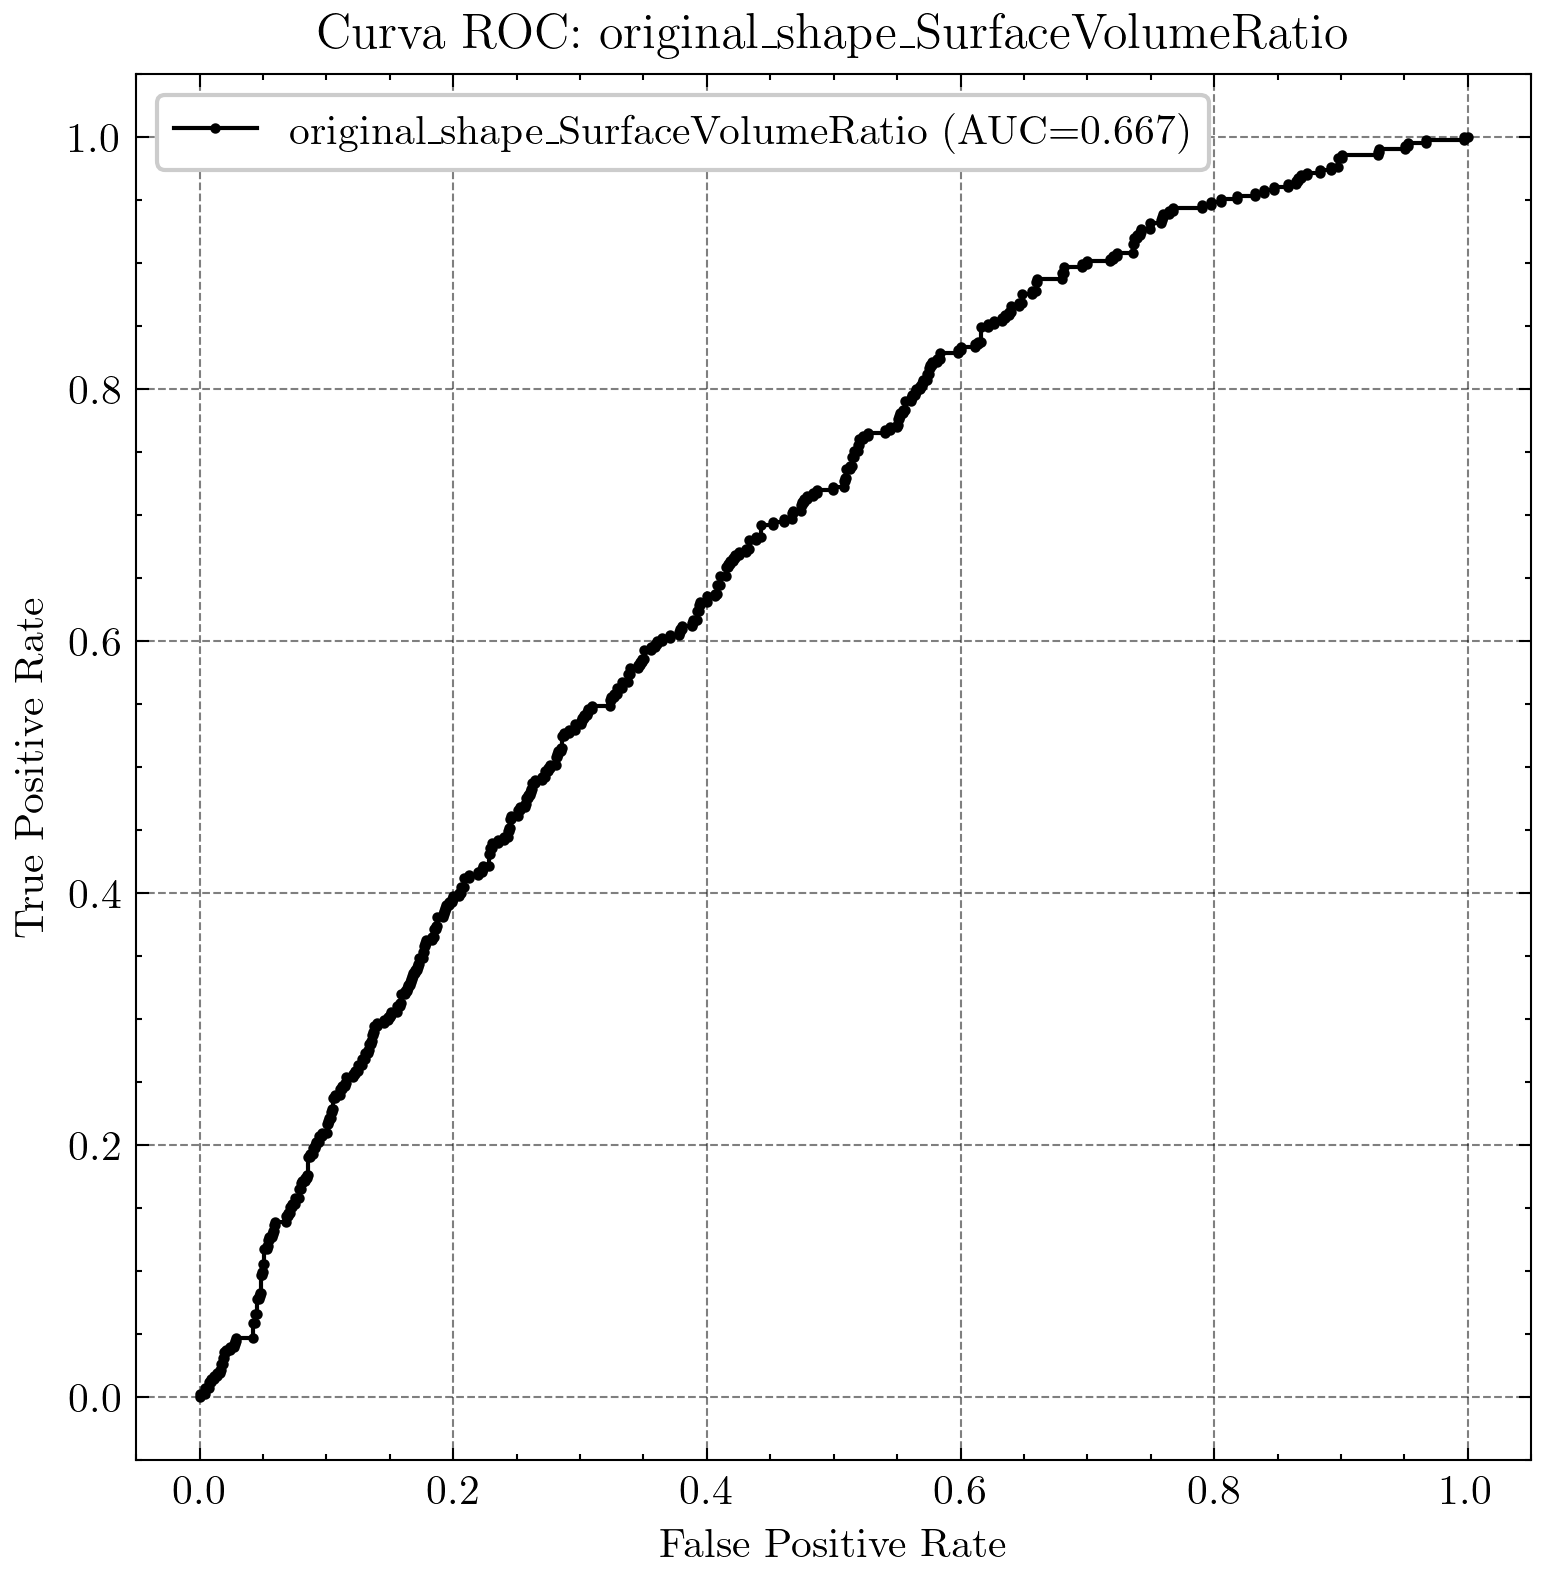 Curva ROC: original_shape_SurfaceVolumeRatio
original_shape_SurfaceVolumeRatio (AUC=0.667)
True Positive Rate
1.0
0.8
0.6
0.4
0.2
0.0
0.0 0.2 0.4 0.6 0.8 1.0
False Positive Rate